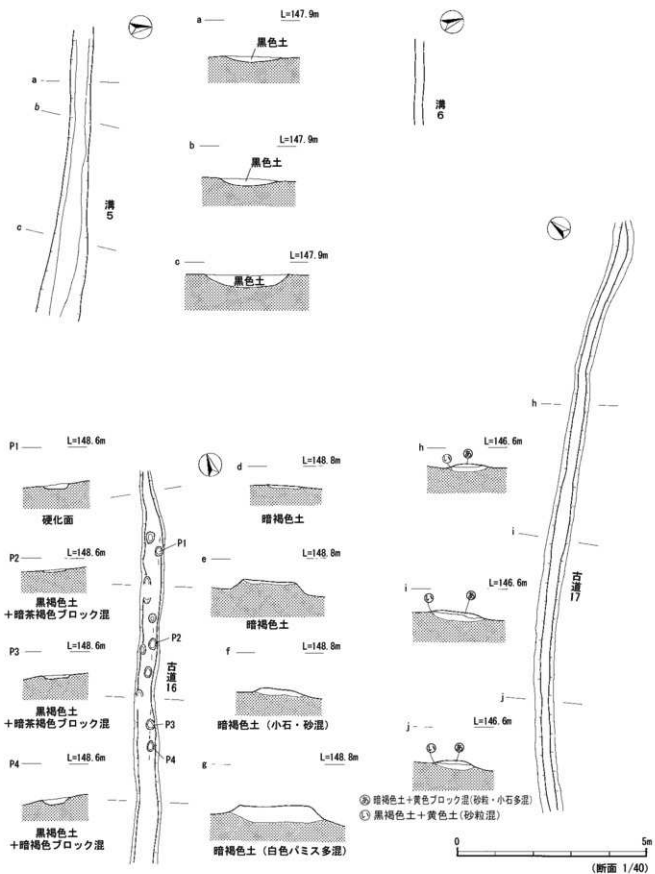 a
L=147.9m
黒色土
a
b
c
溝5
b
L=147.9m
黒色土
c
L=147.9m
黒色土
溝6
P1
L=148.6m
硬化面
P2
L=148.6m
黒褐色土
+暗茶褐色ブロック混
P3
L=148.6m
黒褐色土
+暗茶褐色ブロック混
P4
L=148.6m
黒褐色土
+暗褐色ブロック混
P1
P2
古道16
P3
P4
d
L=148.8m
暗褐色土
e
L=148.8m
暗褐色土
f
L=148.8m
暗褐色土(小石・砂混)
g
L=148.8m
暗褐色土(白色パミス多混)
h
L=146.6m
い
あ
i
L=146.6m
い
あ
j
L=146.6m
い
あ
h
i
古道17
j
あ 暗褐色土+黄色ブロック混(砂粒・小石多混)
い 黒褐色土+黄色土(砂粒混)
0
5m
(断面 1/40)